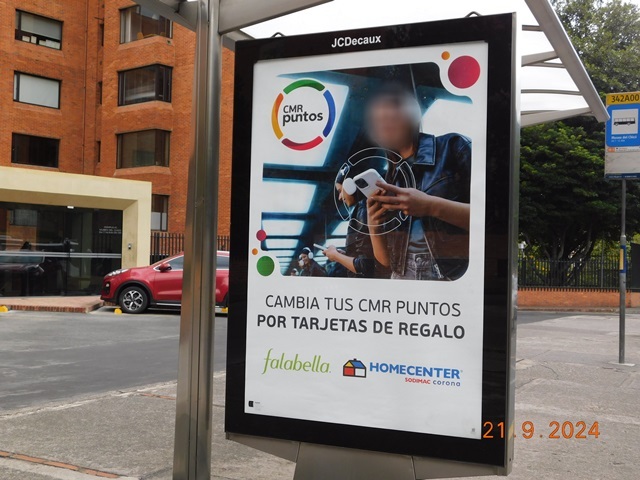 JCDecaux
CMR
puntos
CAMBIA TUS CMR PUNTOS
POR TARJETAS DE REGALO
falabella.
HOMECENTER
SODIMAC corona
342A00
21.9.2024